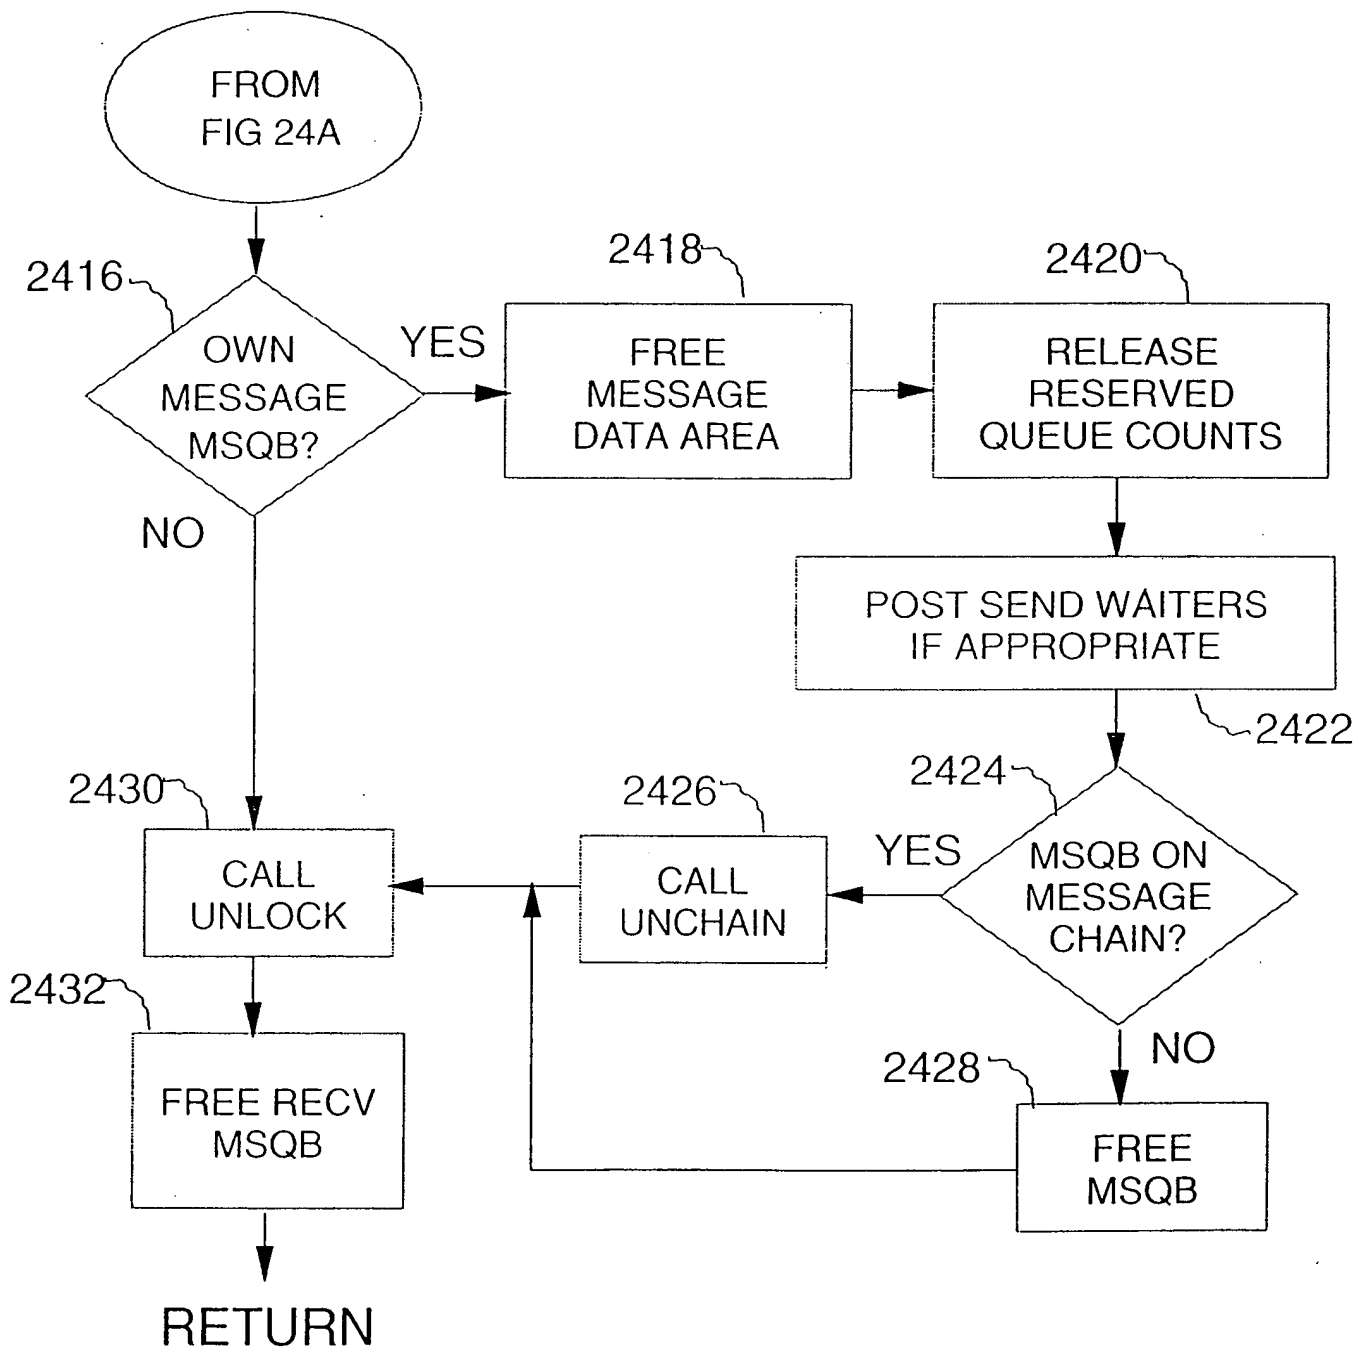 FROM
FIG 24A
2416
OWN
MESSAGE
MSQB?
YES
NO
2418
FREE
MESSAGE
DATA AREA
2420
RELEASE
RESERVED
QUEUE COUNTS
POST SEND WAITERS
IF APPROPRIATE
2422
2424
MSQB ON
MESSAGE
CHAIN?
YES
NO
2426
CALL
UNCHAIN
2428
FREE
MSQB
2430
CALL
UNLOCK
2432
FREE RECV
MSQB
RETURN